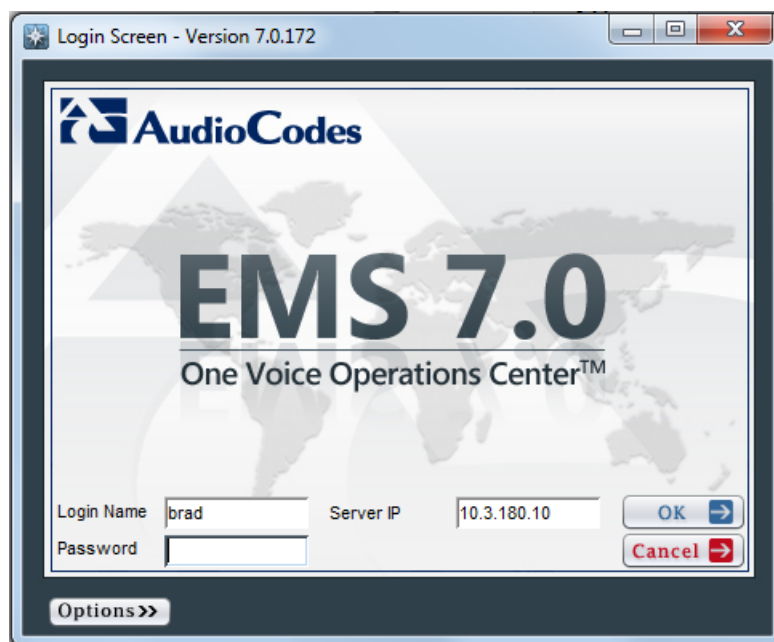 Login Screen - Version 7.0.172
AudioCodes
EMS 7.0
One Voice Operations Center™
Login Name brad Server IP 10.3.180.10 OK
Password Cancel
Options>>